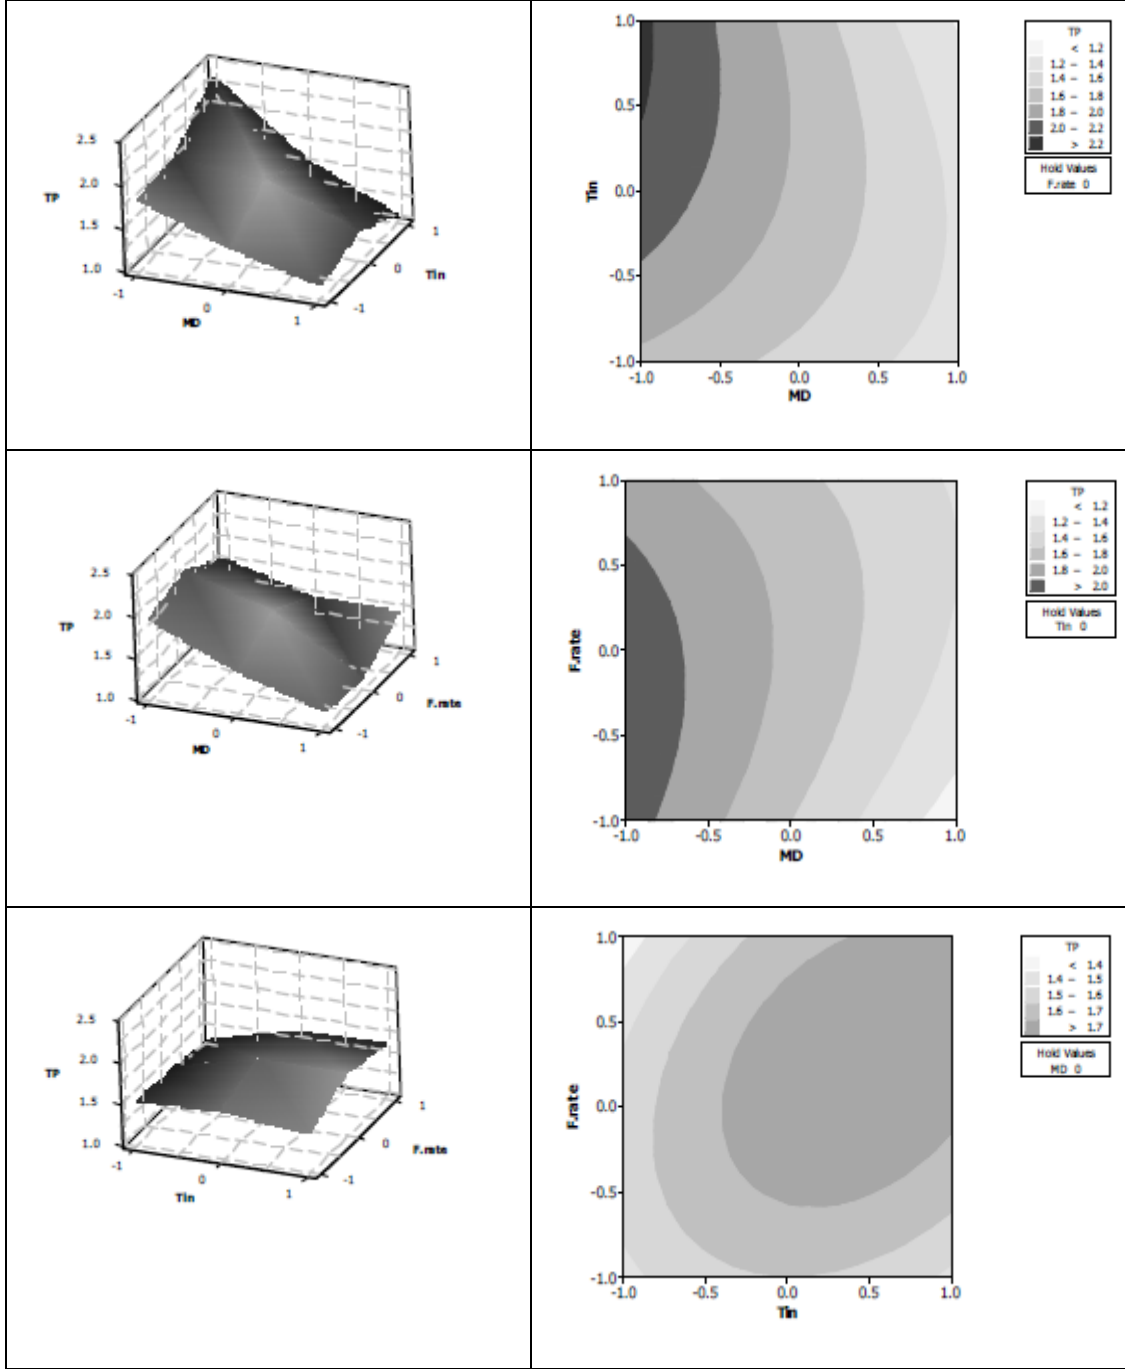 2.5
2.0
TP
1.5
1.0
-1
0
1
MD
-1
0
1
Tin
1.0
0.5
Tin
0.0
-0.5
-1.0
-1.0 -0.5 0.0 0.5 1.0
MD
TP
< 1.2
1.2 – 1.4
1.4 – 1.6
1.6 – 1.8
1.8 – 2.0
2.0 – 2.2
> 2.2
Hold Values
F.rate 0
2.5
2.0
TP
1.5
1.0
-1
0
1
MD
-1
0
1
F.rate
1.0
0.5
F.rate
0.0
-0.5
-1.0
-1.0 -0.5 0.0 0.5 1.0
MD
TP
< 1.2
1.2 – 1.4
1.4 – 1.6
1.6 – 1.8
1.8 – 2.0
> 2.0
Hold Values
Tin 0
2.5
2.0
TP
1.5
1.0
-1
0
1
Tin
-1
0
1
F.rate
1.0
0.5
F.rate
0.0
-0.5
-1.0
-1.0 -0.5 0.0 0.5 1.0
Tin
TP
< 1.4
1.4 – 1.5
1.5 – 1.6
1.6 – 1.7
> 1.7
Hold Values
MD 0